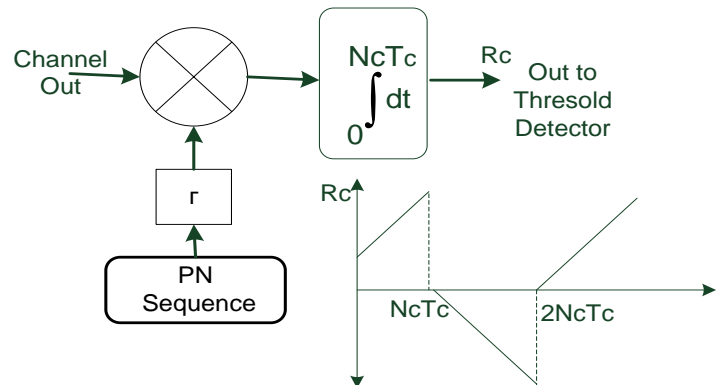 Channel
Out
NcTc
∫ dt
0
Rc
Out to
Thresold
Detector
г
PN
Sequence
Rc
NcTc
2NcTc